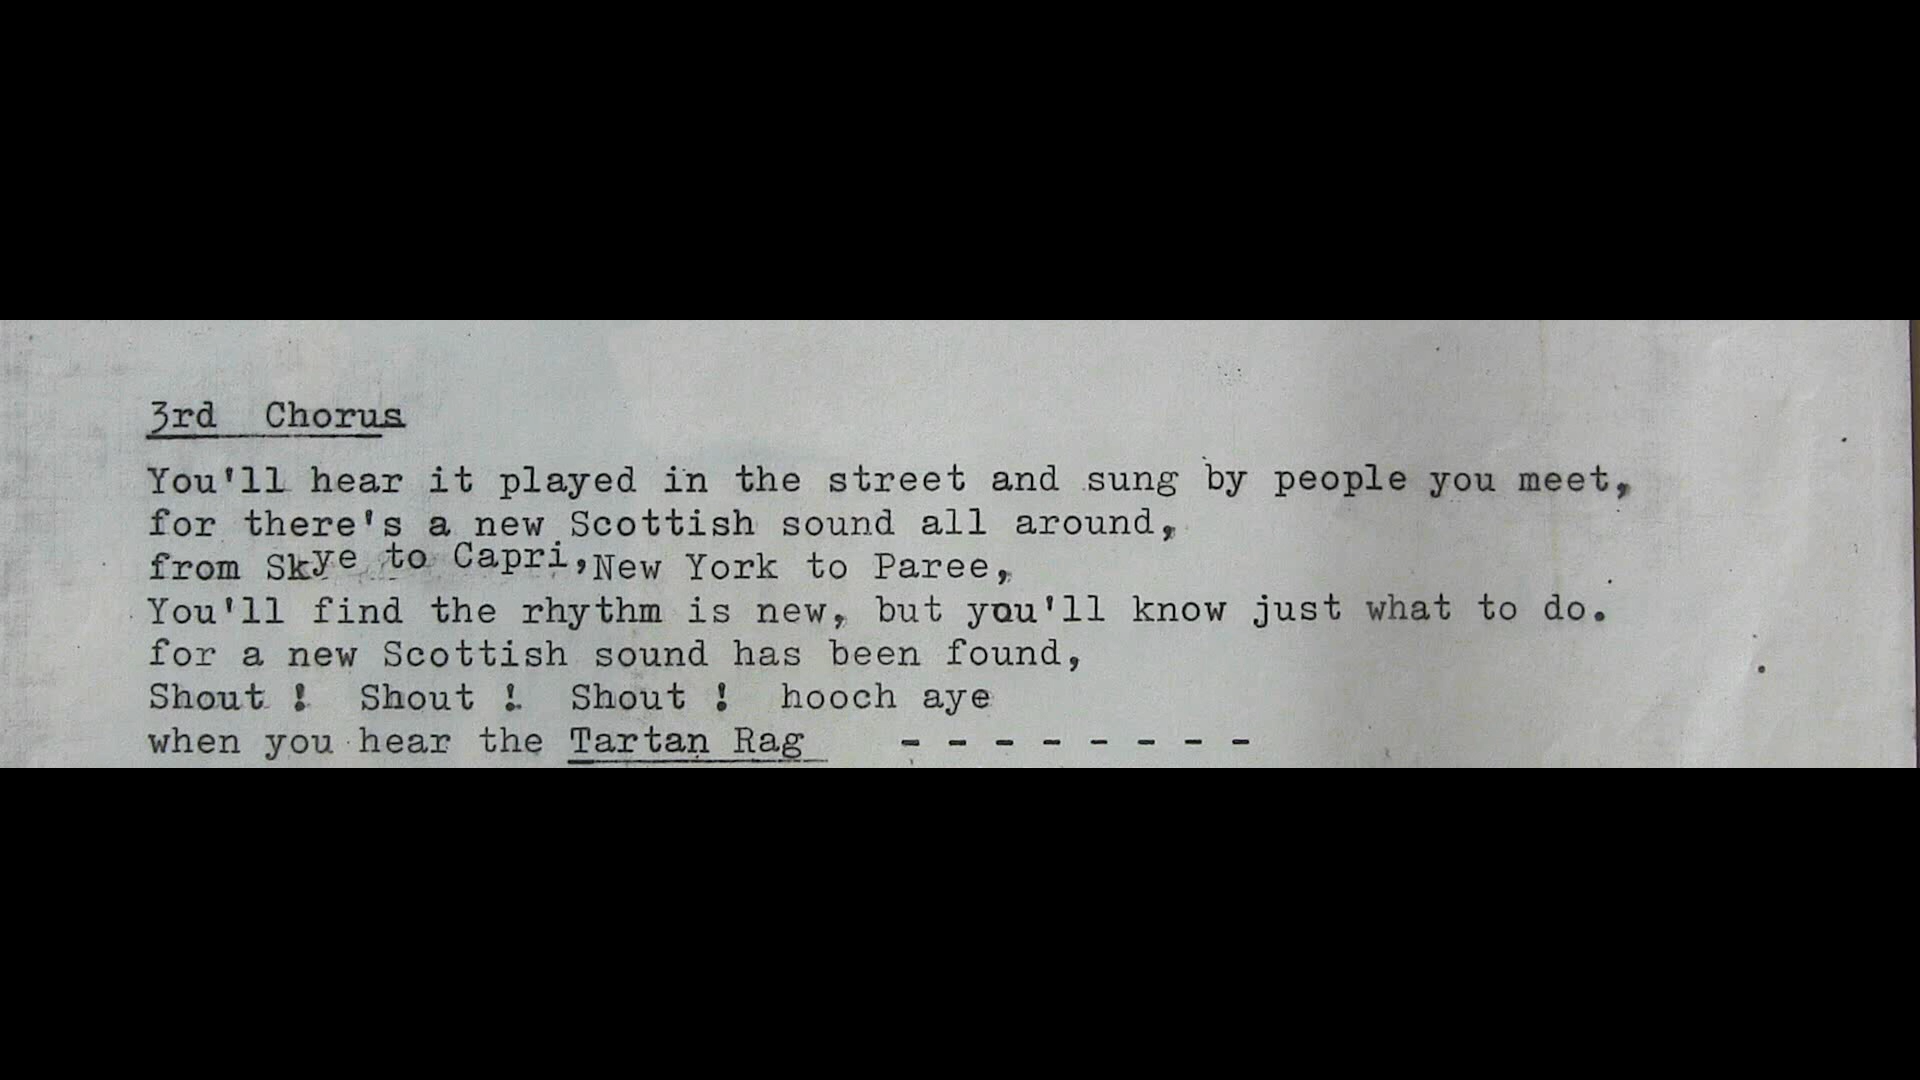 3rd Chorus
You'll hear it played in the street and sung by people you meet,
for there's a new Scottish sound all around,
from Skye to Capri,New York to Paree,
You'll find the rhythm is new, but you'll know just what to do.
for a new Scottish sound has been found,
Shout ! Shout ! Shout ! hooch aye
when you hear the Tartan Rag - - - - - - - -